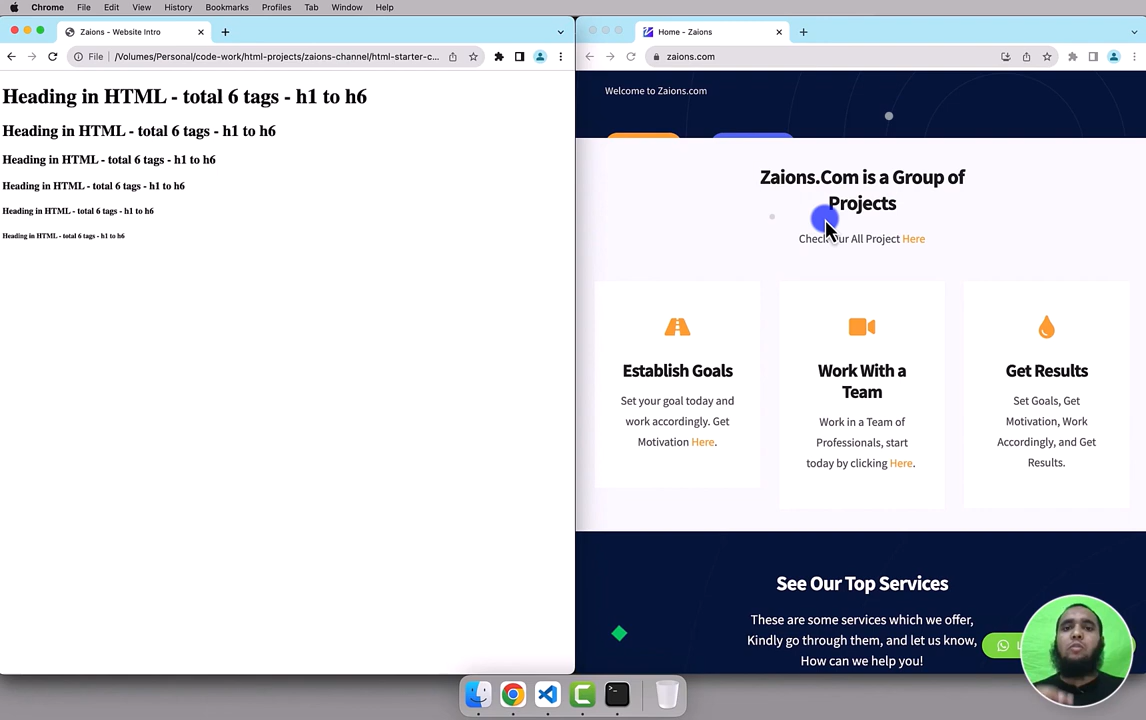 Chrome File Edit View History Bookmarks Profiles Tab Window Help
Zaions - Website Intro
File /Volumes/Personal/code-work/html-projects/zaions-channel/html-starter-c...
Heading in HTML - total 6 tags - h1 to h6
Heading in HTML - total 6 tags - h1 to h6
Heading in HTML - total 6 tags - h1 to h6
Heading in HTML - total 6 tags - h1 to h6
Heading in HTML - total 6 tags - h1 to h6
Heading in HTML - total 6 tags - h1 to h6
Home - Zaions
zaions.com
Welcome to Zaions.com
Zaions.Com is a Group of
Projects
Check Our All Project Here
Establish Goals
Set your goal today and
work accordingly. Get
Motivation Here.
Work With a
Team
Work in a Team of
Professionals, start
today by clicking Here.
Get Results
Set Goals, Get
Motivation, Work
Accordingly, and Get
Results.
See Our Top Services
These are some services which we offer,
Kindly go through them, and let us know,
How can we help you!